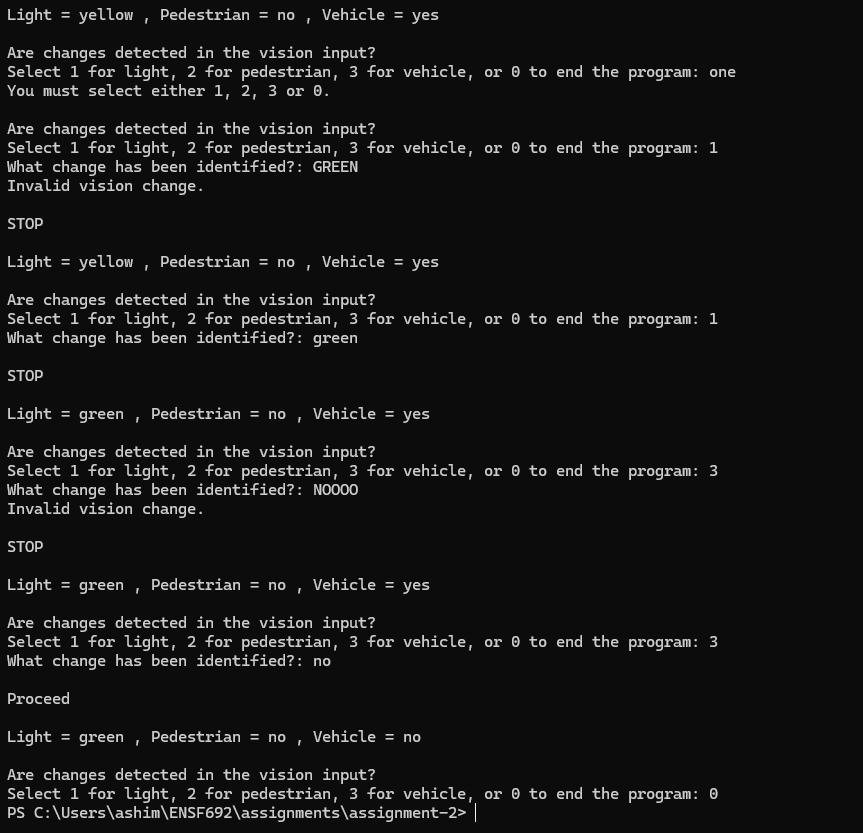 Light = yellow , Pedestrian = no , Vehicle = yes
Are changes detected in the vision input?
Select 1 for light, 2 for pedestrian, 3 for vehicle, or 0 to end the program: one
You must select either 1, 2, 3 or 0.
Are changes detected in the vision input?
Select 1 for light, 2 for pedestrian, 3 for vehicle, or 0 to end the program: 1
What change has been identified?: GREEN
Invalid vision change.
STOP
Light = yellow , Pedestrian = no , Vehicle = yes
Are changes detected in the vision input?
Select 1 for light, 2 for pedestrian, 3 for vehicle, or 0 to end the program: 1
What change has been identified?: green
STOP
Light = green , Pedestrian = no , Vehicle = yes
Are changes detected in the vision input?
Select 1 for light, 2 for pedestrian, 3 for vehicle, or 0 to end the program: 3
What change has been identified?: NOOOO
Invalid vision change.
STOP
Light = green , Pedestrian = no , Vehicle = yes
Are changes detected in the vision input?
Select 1 for light, 2 for pedestrian, 3 for vehicle, or 0 to end the program: 3
What change has been identified?: no
Proceed
Light = green , Pedestrian = no , Vehicle = no
Are changes detected in the vision input?
Select 1 for light, 2 for pedestrian, 3 for vehicle, or 0 to end the program: 0
PS C:\Users\ashim\ENSF692\assignments\assignment-2>